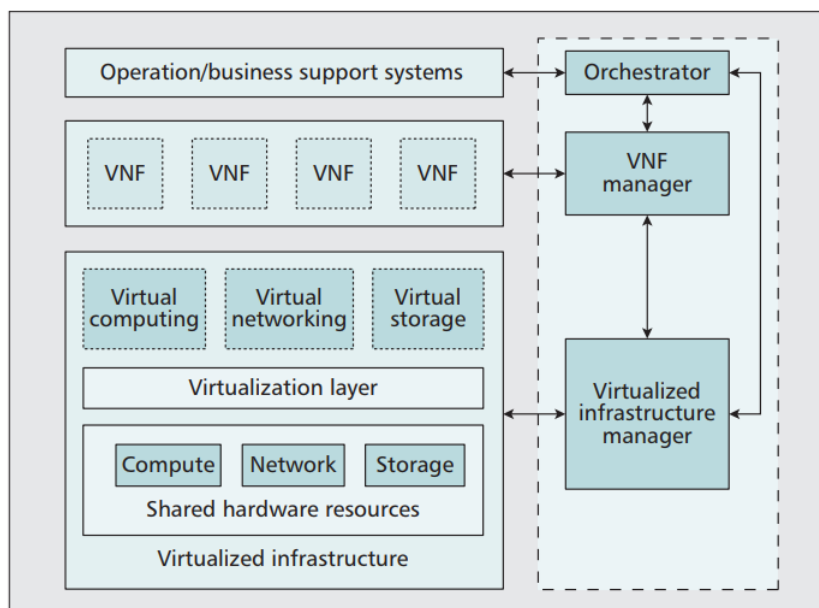 Operation/business support systems
Orchestrator
VNF
VNF
VNF
VNF
VNF
manager
Virtual
computing
Virtual
networking
Virtual
storage
Virtualization layer
Compute
Network
Storage
Shared hardware resources
Virtualized infrastructure
Virtualized
infrastructure
manager